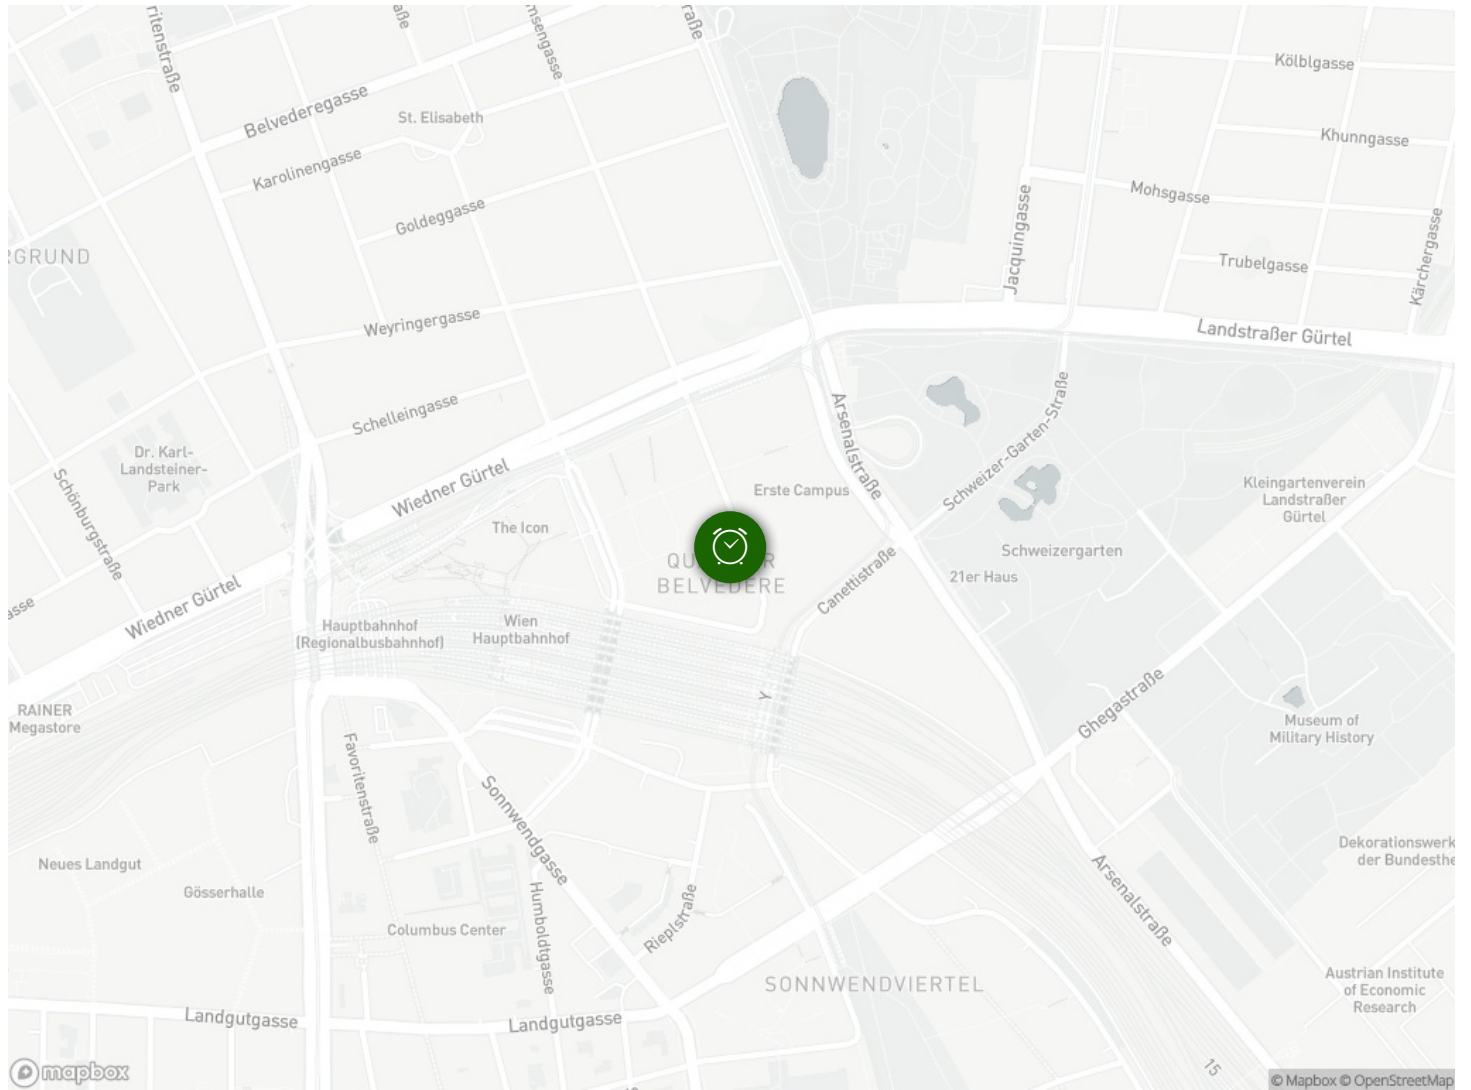 ritenstraße
aße
msengasse
raße
Kölblgasse
Belvederegasse
St. Elisabeth
Khunngasse
Karolinengasse
Mohsgasse
Goldeggasse
Jacquingasse
Kärchergasse
RGRUND
Trubelgasse
Weyringergasse
Landstraßer Gürtel
Schelleingasse
Arsenalstraße
Schweizer-Garten-Straße
Dr. Karl-
Landsteiner-
Park
Wiedner Gürtel
Schönburgstraße
Erste Campus
Kleingartenverein
Landstraßer
Gürtel
The Icon
Schweizergarten
BELVEDERE
21er Haus
Canettistraße
asse
Wiedner Gürtel
Hauptbahnhof
(Regionalbusbahnhof)
Wien
Hauptbahnhof
RAINER
Megastore
Ghegastraße
Museum of
Military History
Favoritenstraße
Sonnwendgasse
Neues Landgut
Gösserhalle
Dekorationswerk
der Bundesthe
Humboldtgasse
Columbus Center
Rieplstraße
Arsenalstraße
SONNWENDVIERTEL
Austrian Institute
of Economic
Research
Landgutgasse
Landgutgasse
15
mapbox
© Mapbox © OpenStreetMap